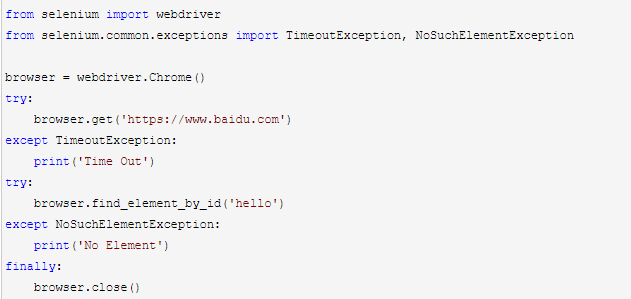 from selenium import webdriver
from selenium.common.exceptions import TimeoutException, NoSuchElementException

browser = webdriver.Chrome()
try:
    browser.get('https://www.baidu.com')
except TimeoutException:
    print('Time Out')
try:
    browser.find_element_by_id('hello')
except NoSuchElementException:
    print('No Element')
finally:
    browser.close()